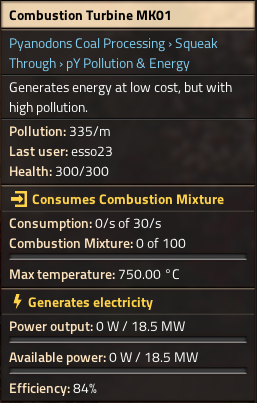 Combustion Turbine MK01
Pyanodons Coal Processing › Squeak
Through › pY Pollution & Energy
Generates energy at low cost, but with
high pollution.
Pollution: 335/m
Last user: esso23
Health: 300/300
Consumes Combustion Mixture
Consumption: 0/s of 30/s
Combustion Mixture: 0 of 100
Max temperature: 750.00 °C
Generates electricity
Power output: 0 W / 18.5 MW
Available power: 0 W / 18.5 MW
Efficiency: 84%